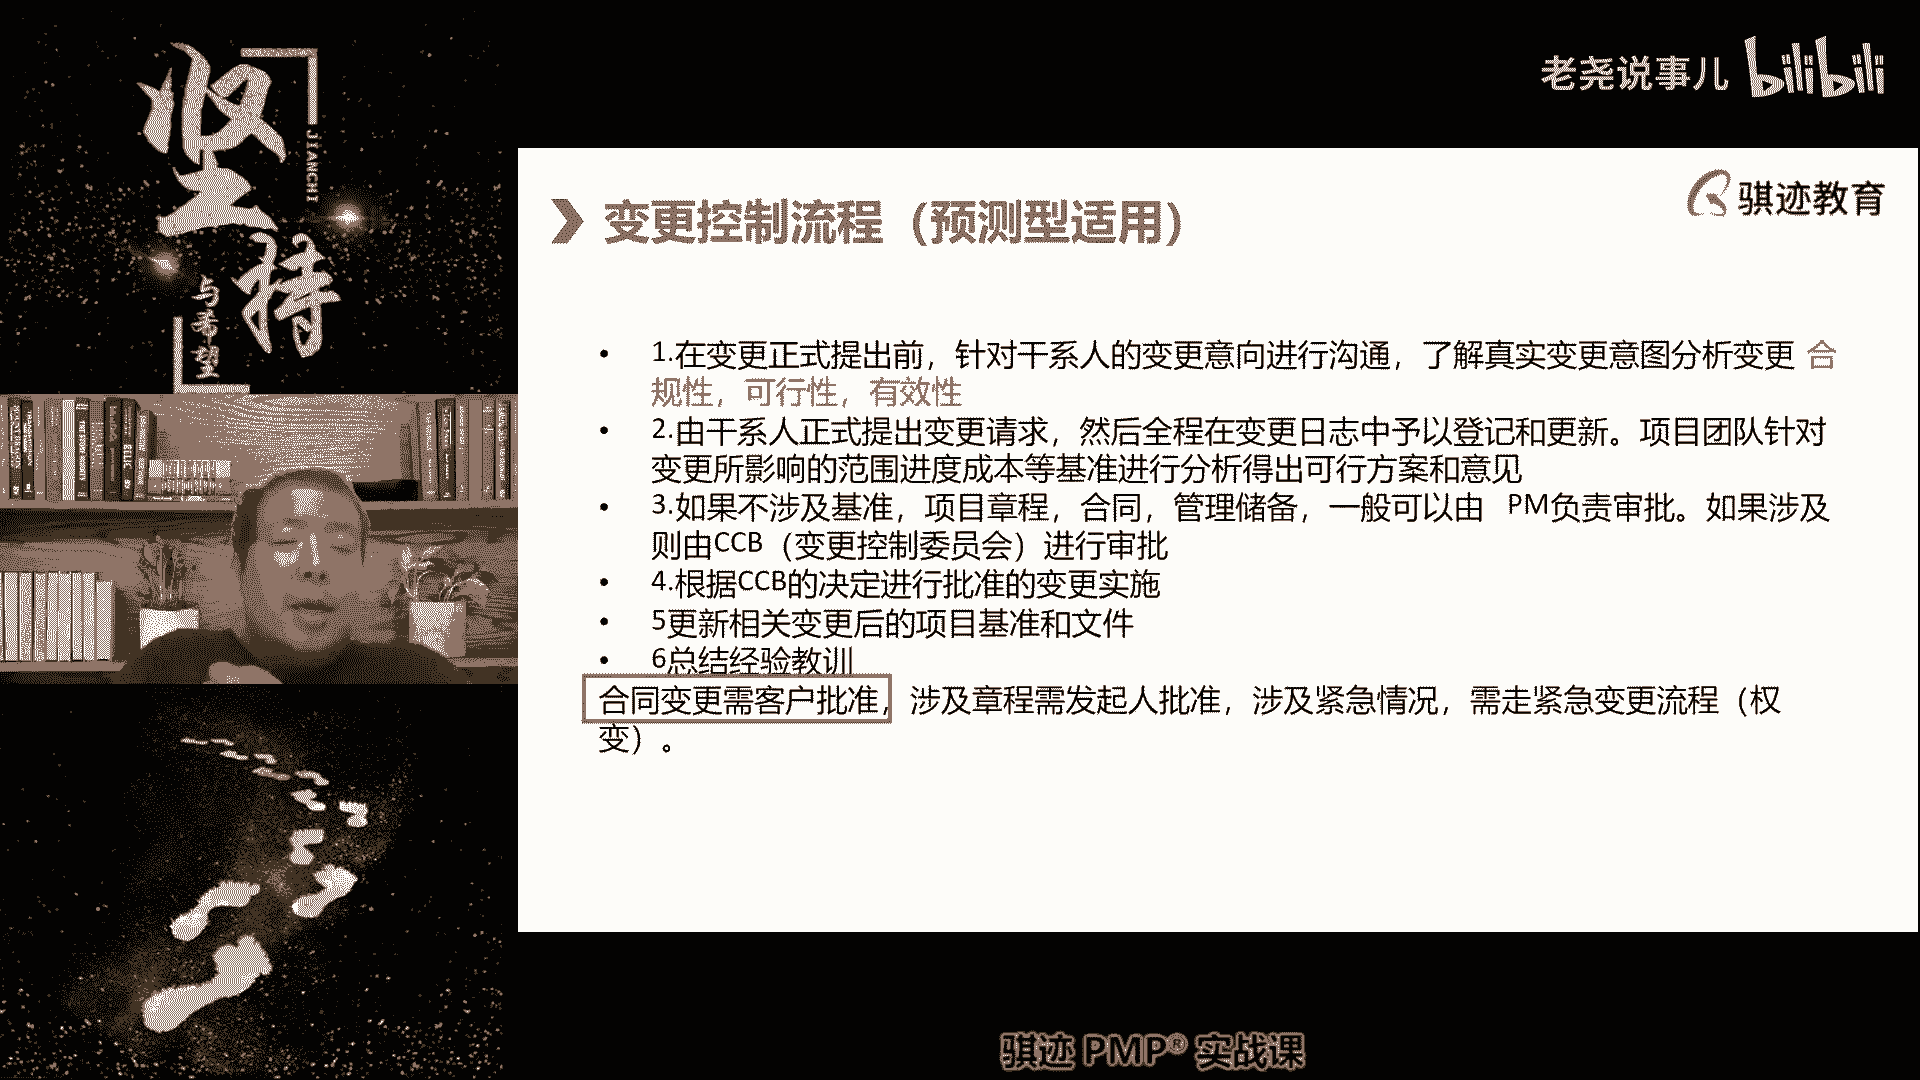 坚持
JIANCHI
与希望
老尧说事儿 bilibili
骐迹教育
变更控制流程（预测型适用）
• 1.在变更正式提出前，针对干系人的变更意向进行沟通，了解真实变更意图分析变更 合
规性，可行性，有效性
• 2.由干系人正式提出变更请求，然后全程在变更日志中予以登记和更新。项目团队针对
变更所影响的范围进度成本等基准进行分析得出可行方案和意见
• 3.如果不涉及基准，项目章程，合同，管理储备，一般可以由 PM负责审批。如果涉及
则由CCB（变更控制委员会）进行审批
• 4.根据CCB的决定进行批准的变更实施
• 5更新相关变更后的项目基准和文件
• 6总结经验教训
合同变更需客户批准，涉及章程需发起人批准，涉及紧急情况，需走紧急变更流程（权
变）。
骐迹 PMP® 实战课